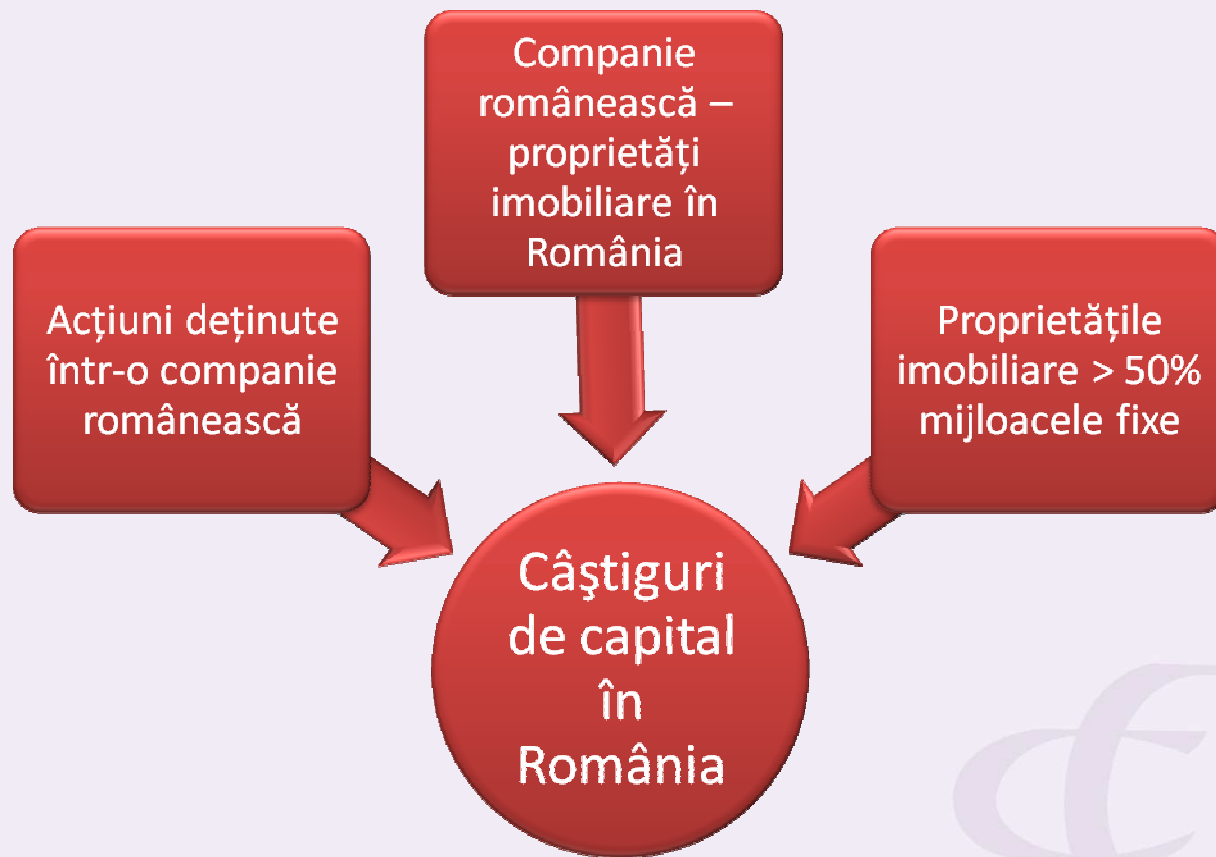 Companie
românească –
proprietăți
imobiliare în
România
Acțiuni deținute
într-o companie
românească
Proprietățile
imobiliare > 50%
mijloacele fixe
Câştiguri
de capital
în
România